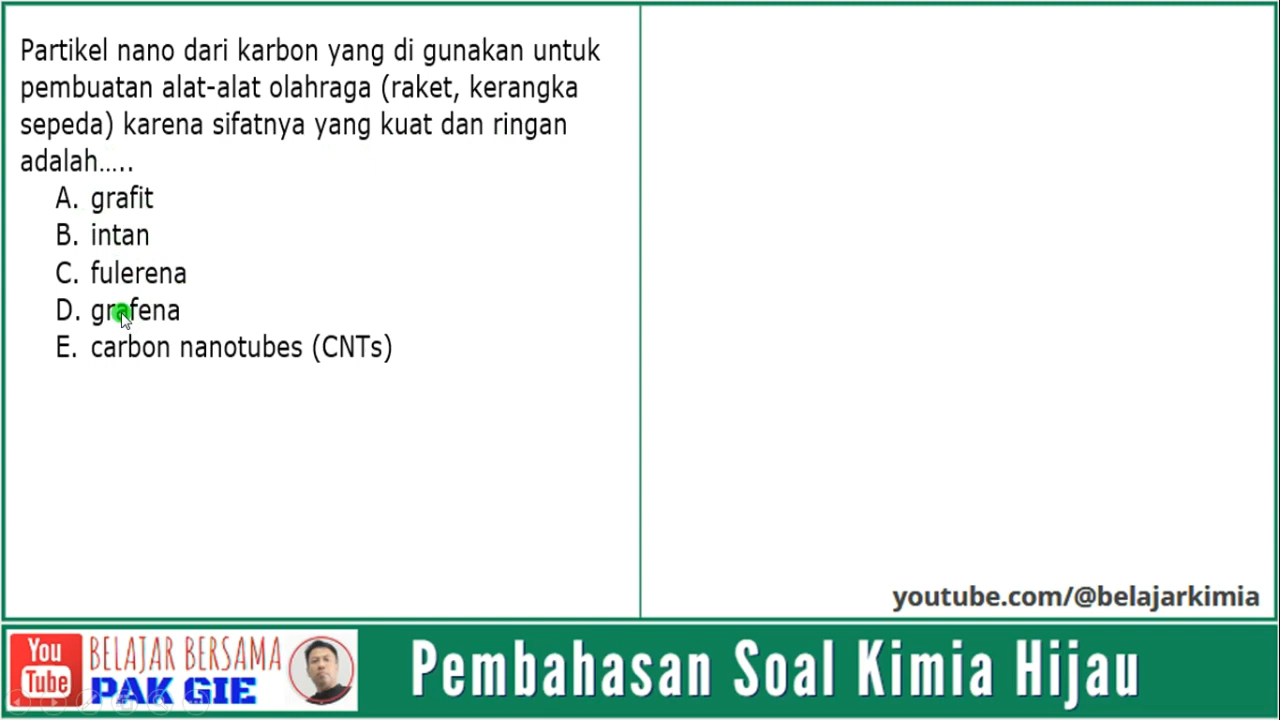 Partikel nano dari karbon yang di gunakan untuk
pembuatan alat-alat olahraga (raket, kerangka
sepeda) karena sifatnya yang kuat dan ringan
adalah.....
A. grafit
B. intan
C. fulerena
D. grafena
E. carbon nanotubes (CNTs)
youtube.com/@belajarkimia
You
Tube
BELAJAR BERSAMA
PAK GIE
Pembahasan Soal Kimia Hijau